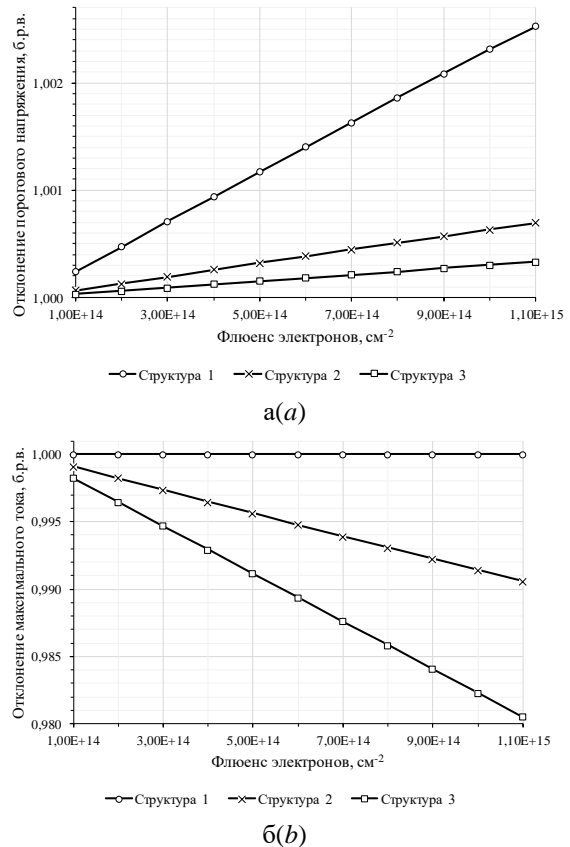 Отклонение порогового напряжения, б.р.в.
1,002
1,001
1,000
1,00E+14 3,00E+14 5,00E+14 7,00E+14 9,00E+14 1,10E+15
Флюенс электронов, см-2
Структура 1 Структура 2 Структура 3
а(a)
Отклонение максимального тока, б.р.в.
1,000
0,995
0,990
0,985
0,980
1,00E+14 3,00E+14 5,00E+14 7,00E+14 9,00E+14 1,10E+15
Флюенс электронов, см-2
Структура 1 Структура 2 Структура 3
б(b)